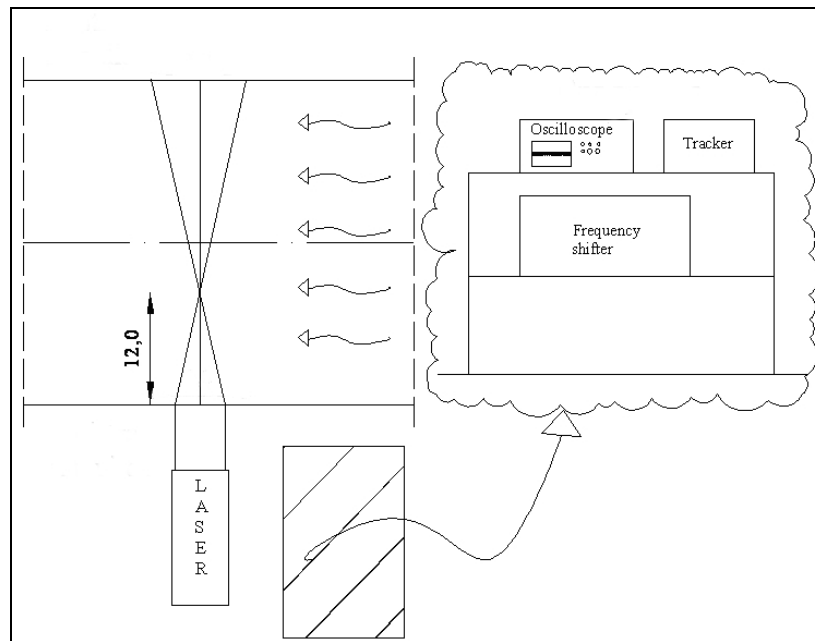 Oscilloscope
Tracker
Frequency
shifter
12,0
L
A
S
E
R